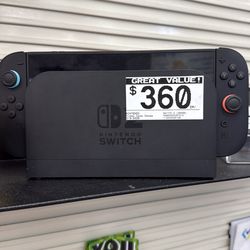 GREAT VALUE!
$360
NINTENDO
SWITCH
you